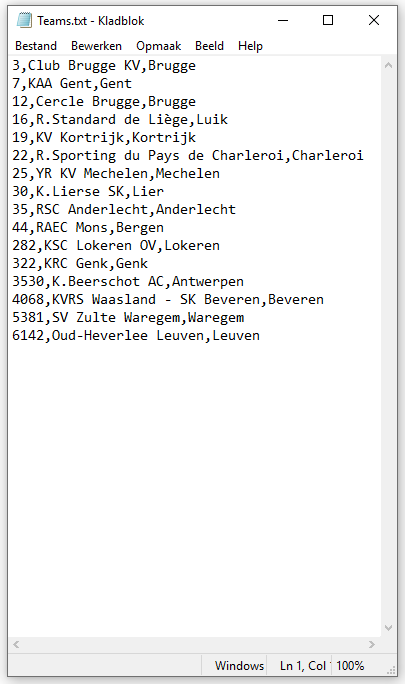 Teams.txt - Kladblok
Bestand Bewerken Opmaak Beeld Help
3,Club Brugge KV,Brugge
7,KAA Gent,Gent
12,Cercle Brugge,Brugge
16,R.Standard de Liège,Luik
19,KV Kortrijk,Kortrijk
22,R.Sporting du Pays de Charleroi,Charleroi
25,YR KV Mechelen,Mechelen
30,K.Lierse SK,Lier
35,RSC Anderlecht,Anderlecht
44,RAEC Mons,Bergen
282,KSC Lokeren OV,Lokeren
322,KRC Genk,Genk
3530,K.Beerschot AC,Antwerpen
4068,KVRS Waasland - SK Beveren,Beveren
5381,SV Zulte Waregem,Waregem
6142,Oud-Heverlee Leuven,Leuven
Windows Ln 1, Col 100%